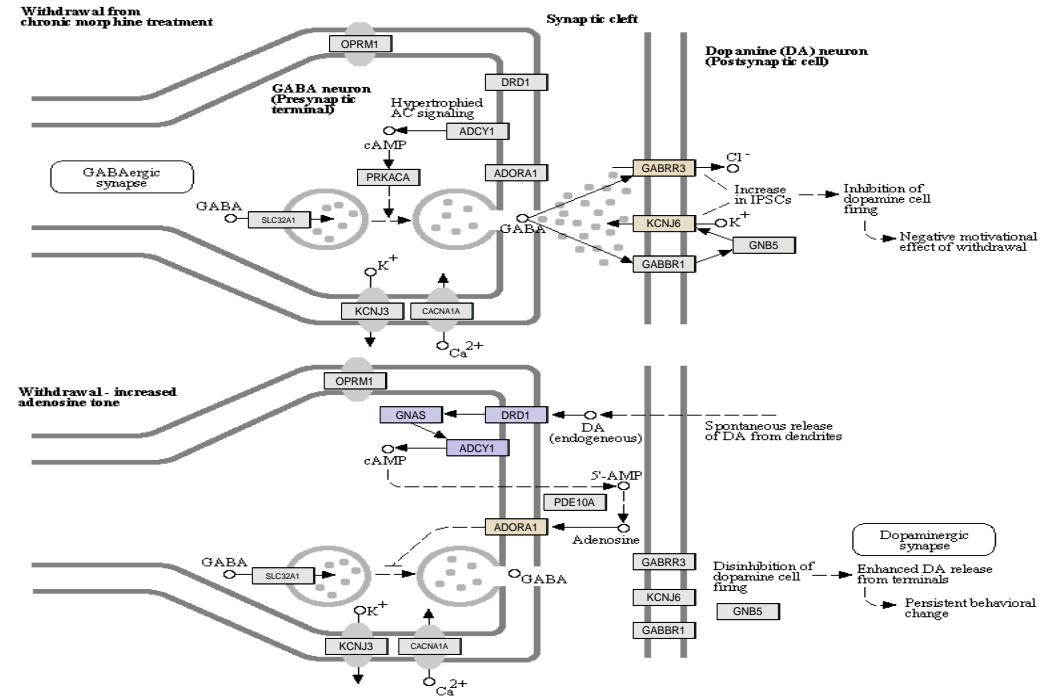 Withdrawal from
chronic morphine treatment
Synaptic cleft
OPRM1
Dopamine (DA) neuron
(Postsynaptic cell)
GABA neuron
(Presynaptic
terminal)
DRD1
Hypertrophied
AC signaling
ADCY1
cAMP
GABAergic
synapse
PRKACA
ADORA1
GABRR3
Cl⁻
Increase
in IPSCs
Inhibition of
dopamine cell
firing
GABA
SLC32A1
GABA
KCNJ6
K⁺
GNB5
Negative motivational
effect of withdrawal
GABBR1
K⁺
KCNJ3
CACNA1A
Ca²⁺
Withdrawal - increased
adenosine tone
OPRM1
GNAS
DRD1
DA
(endogeneous)
Spontaneous release
of DA from dendrites
ADCY1
cAMP
5'-AMP
PDE10A
ADORA1
Adenosine
Dopaminergic
synapse
GABA
SLC32A1
GABA
GABRR3
Disinhibition of
dopamine cell
firing
Enhanced DA release
from terminals
KCNJ6
GNB5
Persistent behavioral
change
GABBR1
K⁺
KCNJ3
CACNA1A
Ca²⁺